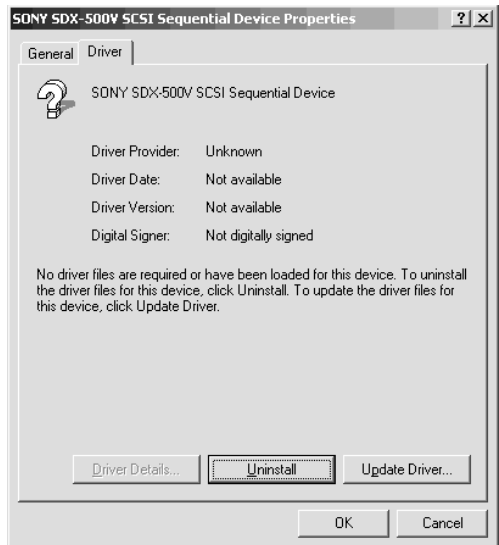 SONY SDX-500V SCSI Sequential Device Properties
General Driver
SONY SDX-500V SCSI Sequential Device
Driver Provider: Unknown
Driver Date: Not available
Driver Version: Not available
Digital Signer: Not digitally signed
No driver files are required or have been loaded for this device. To uninstall
the driver files for this device, click Uninstall. To update the driver files for
this device, click Update Driver.
Driver Details... Uninstall Update Driver...
OK Cancel